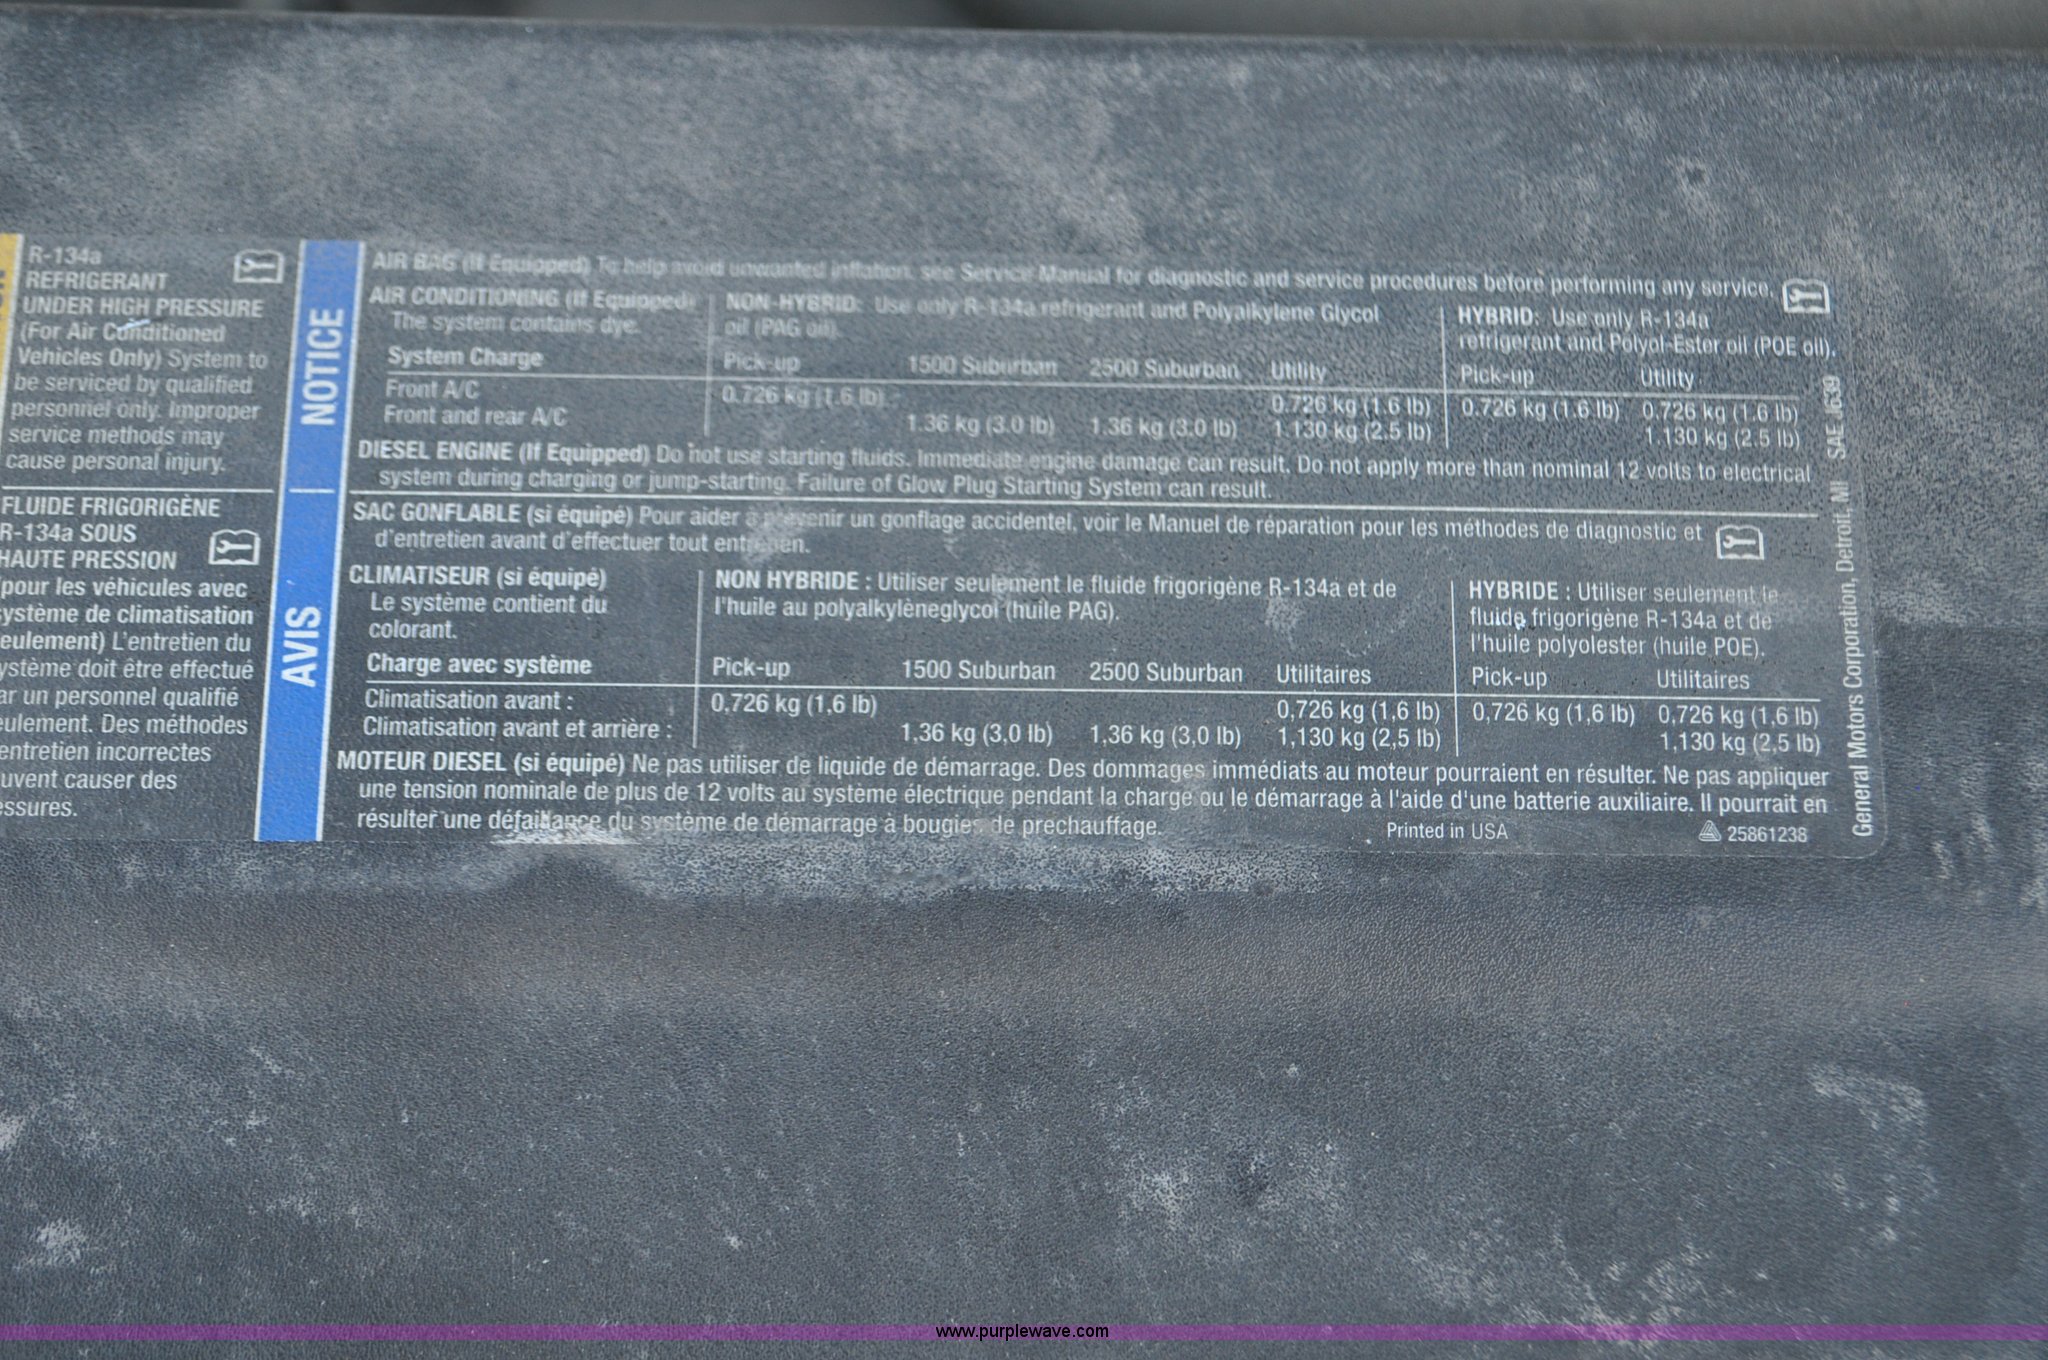 R-134a
REFRIGERANT
UNDER HIGH PRESSURE
(For Air Conditioned
Vehicles Only) System to
be serviced by qualified
personnel only. Improper
service methods may
cause personal injury.
FLUIDE FRIGORIGÈNE
R-134a SOUS
HAUTE PRESSION
pour les véhicules avec
système de climatisation
eulement) L'entretien du
ystème doit être effectué
ar un personnel qualifié
eulement. Des méthodes
entretien incorrectes
uvent causer des
essures.
NOTICE
AVIS
AIR BAG (If Equipped) To help avoid unwanted inflation, see Service Manual for diagnostic and service procedures before performing any service.
AIR CONDITIONING (If Equipped)
The system contains dye.
NON-HYBRID: Use only R-134a refrigerant and Polyalkylene Glycol
oil (PAG oil).
HYBRID: Use only R-134a
refrigerant and Polyol-Ester oil (POE oil).
System Charge Pick-up 1500 Suburban 2500 Suburban Utility Pick-up Utility
Front A/C 0.726 kg (1.6 lb) 0.726 kg (1.6 lb) 0.726 kg (1.6 lb) 0.726 kg (1.6 lb)
Front and rear A/C 1.36 kg (3.0 lb) 1.36 kg (3.0 lb) 1.130 kg (2.5 lb) 1.130 kg (2.5 lb)
DIESEL ENGINE (If Equipped) Do not use starting fluids. Immediate engine damage can result. Do not apply more than nominal 12 volts to electrical
system during charging or jump-starting. Failure of Glow Plug Starting System can result.
SAC GONFLABLE (si équipé) Pour aider à prévenir un gonflage accidentel, voir le Manuel de réparation pour les méthodes de diagnostic et
d'entretien avant d'effectuer tout entretien.
CLIMATISEUR (si équipé)
Le système contient du
colorant.
NON HYBRIDE : Utiliser seulement le fluide frigorigène R-134a et de
l'huile au polyalkylèneglycol (huile PAG).
HYBRIDE : Utiliser seulement le
fluide frigorigène R-134a et de
l'huile polyolester (huile POE).
Charge avec système Pick-up 1500 Suburban 2500 Suburban Utilitaires Pick-up Utilitaires
Climatisation avant : 0,726 kg (1,6 lb) 0,726 kg (1,6 lb) 0,726 kg (1,6 lb) 0,726 kg (1,6 lb)
Climatisation avant et arrière : 1,36 kg (3,0 lb) 1,36 kg (3,0 lb) 1,130 kg (2,5 lb) 1,130 kg (2,5 lb)
MOTEUR DIESEL (si équipé) Ne pas utiliser de liquide de démarrage. Des dommages immédiats au moteur pourraient en résulter. Ne pas appliquer
une tension nominale de plus de 12 volts au système électrique pendant la charge ou le démarrage à l'aide d'une batterie auxiliaire. Il pourrait en
résulter une défaillance du système de démarrage à bougies de prechauffage.
Printed in USA 25861238
General Motors Corporation, Detroit, MI SAE J639
www.purplewave.com